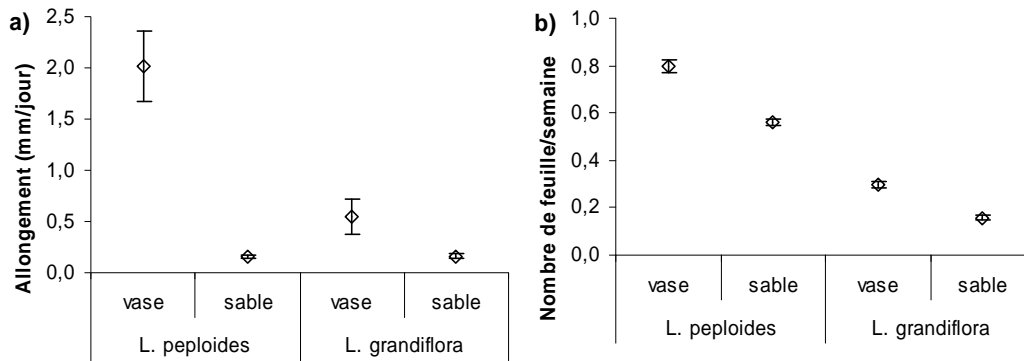 a)
Allongement (mm/jour)
2,5
2,0
1,5
1,0
0,5
0,0
vase sable vase sable
L. peploides L. grandiflora
b)
Nombre de feuille/semaine
1,0
0,8
0,6
0,4
0,2
0,0
vase sable vase sable
L. peploides L. grandiflora